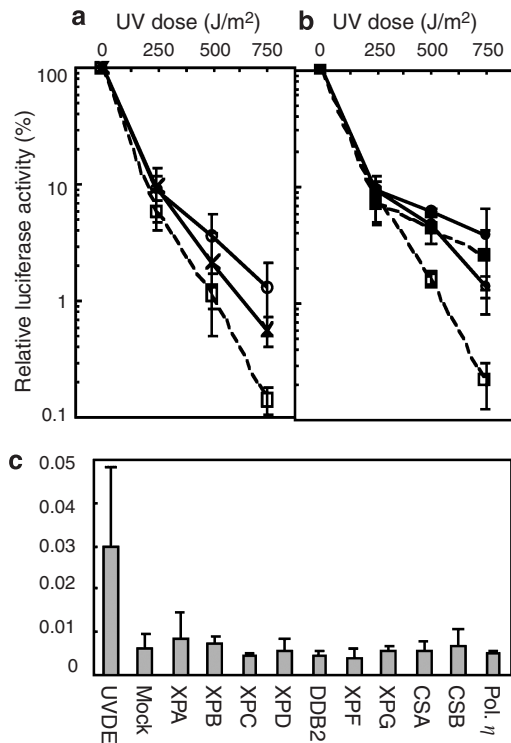 a UV dose (J/m²) b UV dose (J/m²)
0 250 500 750 0 250 500 750
100
10
1
0.1
Relative luciferase activity (%)
c
0.05
0.04
0.03
0.02
0.01
0
UVDE
Mock
XPA
XPB
XPC
XPD
DDB2
XPF
XPG
CSA
CSB
Pol. η